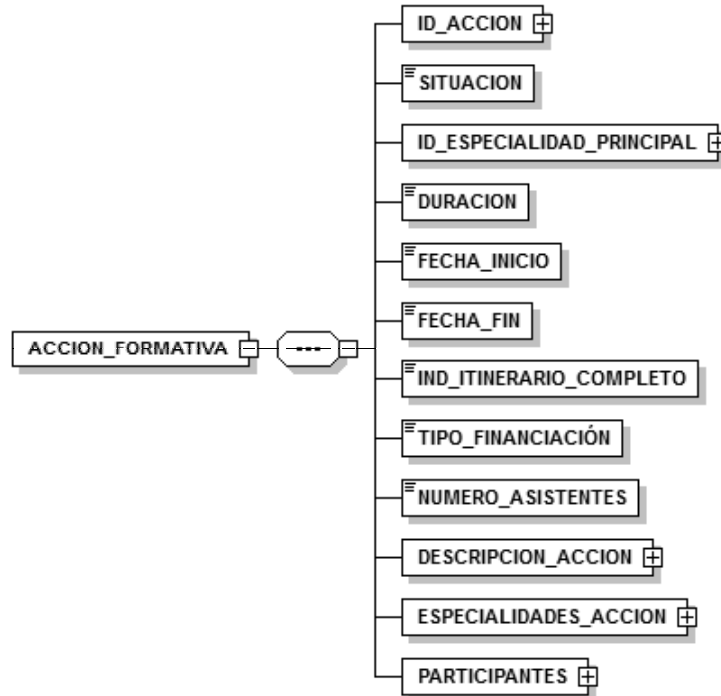 ID_ACCION
SITUACION
ID_ESPECIALIDAD_PRINCIPAL
DURACION
FECHA_INICIO
FECHA_FIN
ACCION_FORMATIVA
IND_ITINERARIO_COMPLETO
TIPO_FINANCIACIÓN
NUMERO_ASISTENTES
DESCRIPCION_ACCION
ESPECIALIDADES_ACCION
PARTICIPANTES